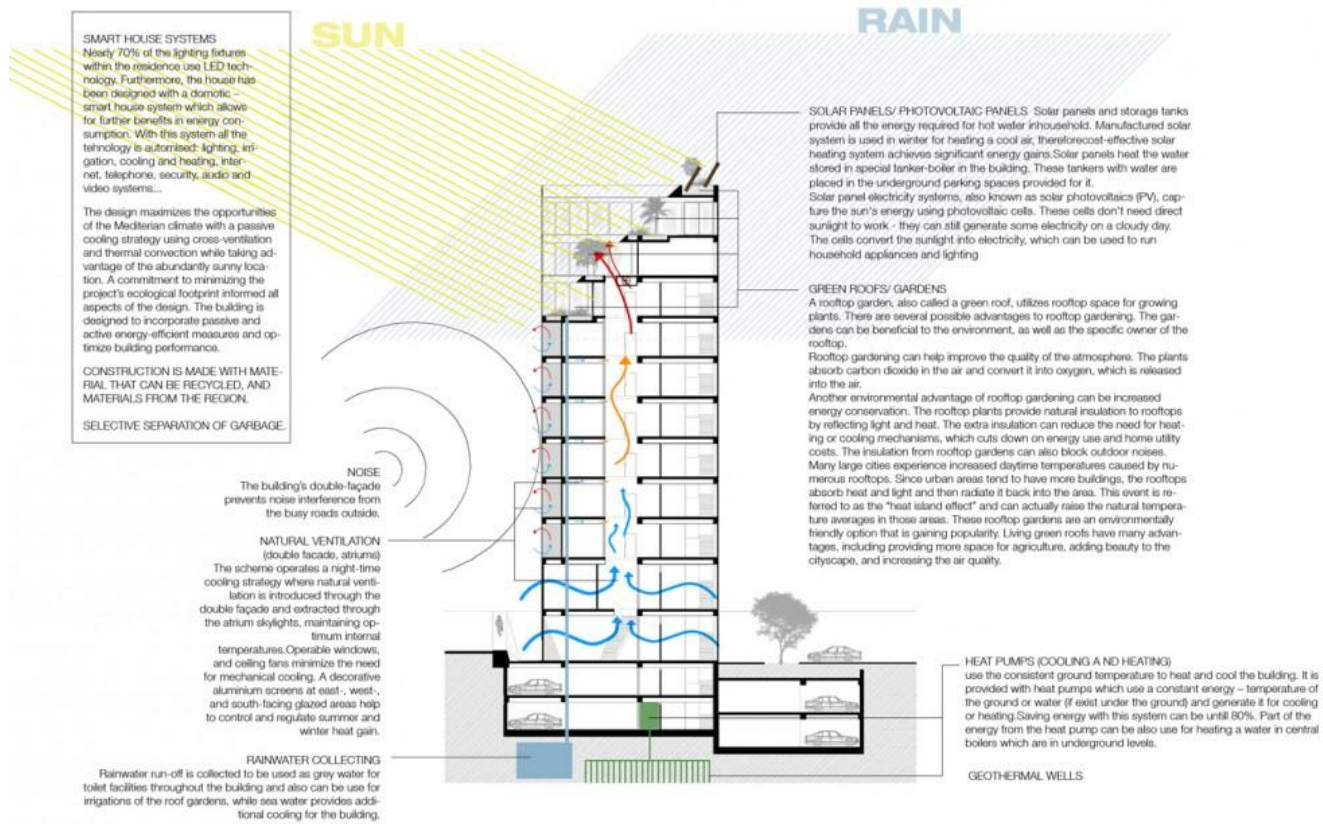 SUN
RAIN
SMART HOUSE SYSTEMS
Nearly 70% of the lighting fixtures
within the residence use LED tech-
nology. Furthermore, the house has
been designed with a domotic –
smart house system which allows
for further benefits in energy con-
sumption. With this system all the
tehnology is automised: lighting, irri-
gation, cooling and heating, inter-
net, telephone, security, audio and
video systems...
The design maximizes the opportunities
of the Mediterian climate with a passive
cooling strategy using cross-ventilation
and thermal convection while taking ad-
vantage of the abundantly sunny loca-
tion. A commitment to minimizing the
project's ecological footprint informed all
aspects of the design. The building is
designed to incorporate passive and
active energy-efficient measures and op-
timize building performance.
CONSTRUCTION IS MADE WITH MATE-
RIAL THAT CAN BE RECYCLED, AND
MATERIALS FROM THE REGION.
SELECTIVE SEPARATION OF GARBAGE.
NOISE
The building's double-façade
prevents noise interference from
the busy roads outside.
NATURAL VENTILATION
(double facade, atriums)
The scheme operates a night-time
cooling strategy where natural venti-
lation is introduced through the
double façade and extracted through
the atrium skylights, maintaining op-
timum internal
temperatures.Operable windows,
and ceiling fans minimize the need
for mechanical cooling. A decorative
aluminium screens at east-, west-,
and south-facing glazed areas help
to control and regulate summer and
winter heat gain.
RAINWATER COLLECTING
Rainwater run-off is collected to be used as grey water for
toilet facilities throughout the building and also can be use for
irrigations of the roof gardens, while sea water provides addi-
tional cooling for the building.
SOLAR PANELS/ PHOTOVOLTAIC PANELS Solar panels and storage tanks
provide all the energy required for hot water inhousehold. Manufactured solar
system is used in winter for heating a cool air, thereforecost-effective solar
heating system achieves significant energy gains.Solar panels heat the water
stored in special tanker-boiler in the building. These tankers with water are
placed in the underground parking spaces provided for it.
Solar panel electricity systems, also known as solar photovoltaics (PV), cap-
ture the sun's energy using photovoltaic cells. These cells don't need direct
sunlight to work - they can still generate some electricity on a cloudy day.
The cells convert the sunlight into electricity, which can be used to run
household appliances and lighting
GREEN ROOFS/ GARDENS
A rooftop garden, also called a green roof, utilizes rooftop space for growing
plants. There are several possible advantages to rooftop gardening. The gar-
dens can be beneficial to the environment, as well as the specific owner of the
rooftop.
Rooftop gardening can help improve the quality of the atmosphere. The plants
absorb carbon dioxide in the air and convert it into oxygen, which is released
into the air.
Another environmental advantage of rooftop gardening can be increased
energy conservation. The rooftop plants provide natural insulation to rooftops
by reflecting light and heat. The extra insulation can reduce the need for heat-
ing or cooling mechanisms, which cuts down on energy use and home utility
costs. The insulation from rooftop gardens can also block outdoor noises.
Many large cities experience increased daytime temperatures caused by nu-
merous rooftops. Since urban areas tend to have more buildings, the rooftops
absorb heat and light and then radiate it back into the area. This event is re-
ferred to as the "heat island effect" and can actually raise the natural tempera-
ture averages in those areas. These rooftop gardens are an environmentally
friendly option that is gaining popularity. Living green roofs have many advan-
tages, including providing more space for agriculture, adding beauty to the
cityscape, and increasing the air quality.
HEAT PUMPS (COOLING A ND HEATING)
use the consistent ground temperature to heat and cool the building. It is
provided with heat pumps which use a constant energy – temperature of
the ground or water (if exist under the ground) and generate it for cooling
or heating.Saving energy with this system can be untill 80%. Part of the
energy from the heat pump can be also use for heating a water in central
boilers which are in underground levels.
GEOTHERMAL WELLS